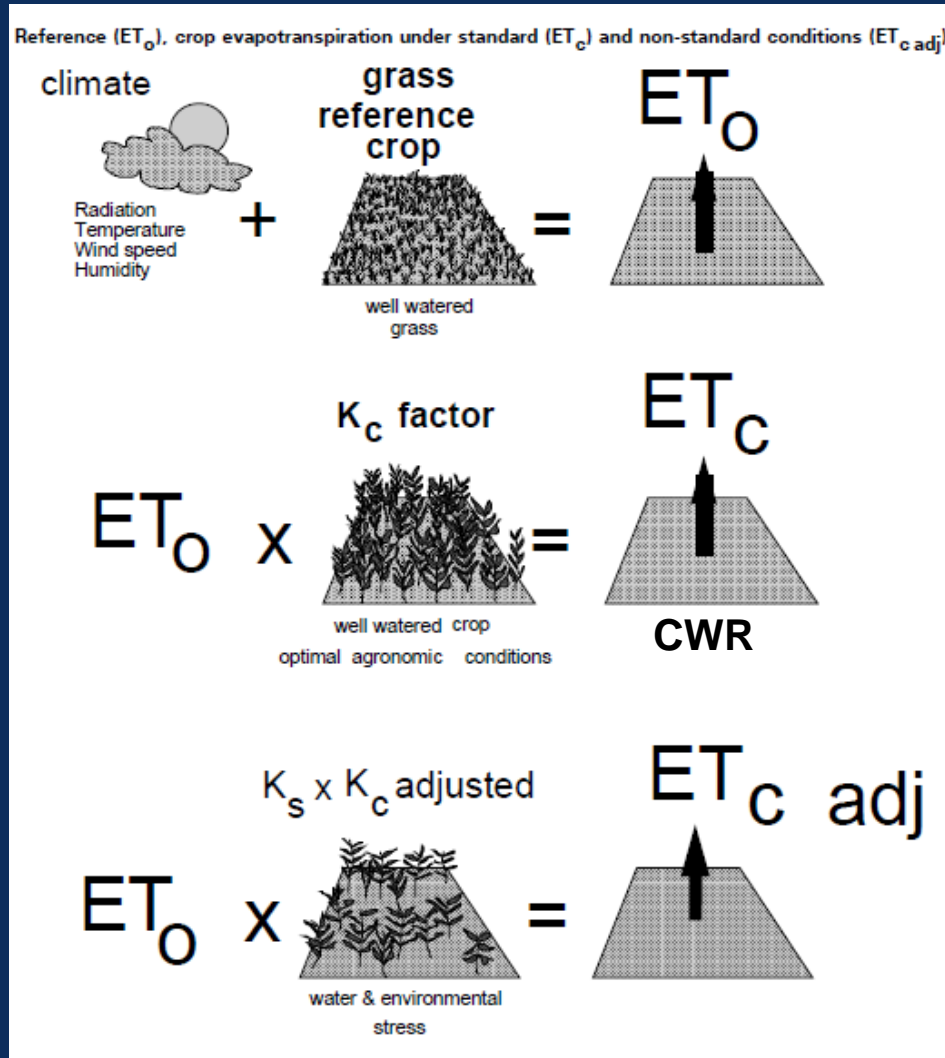 Reference (ETo), crop evapotranspiration under standard (ETc) and non-standard conditions (ETc adj)
climate
grass
reference
crop
ETo
Radiation
Temperature
Wind speed
Humidity
+
=
well watered
grass
Kc factor
ETc
ETo x
=
well watered crop
optimal agronomic conditions
CWR
Ks x Kc adjusted
ETc adj
ETo x
=
water & environmental
stress